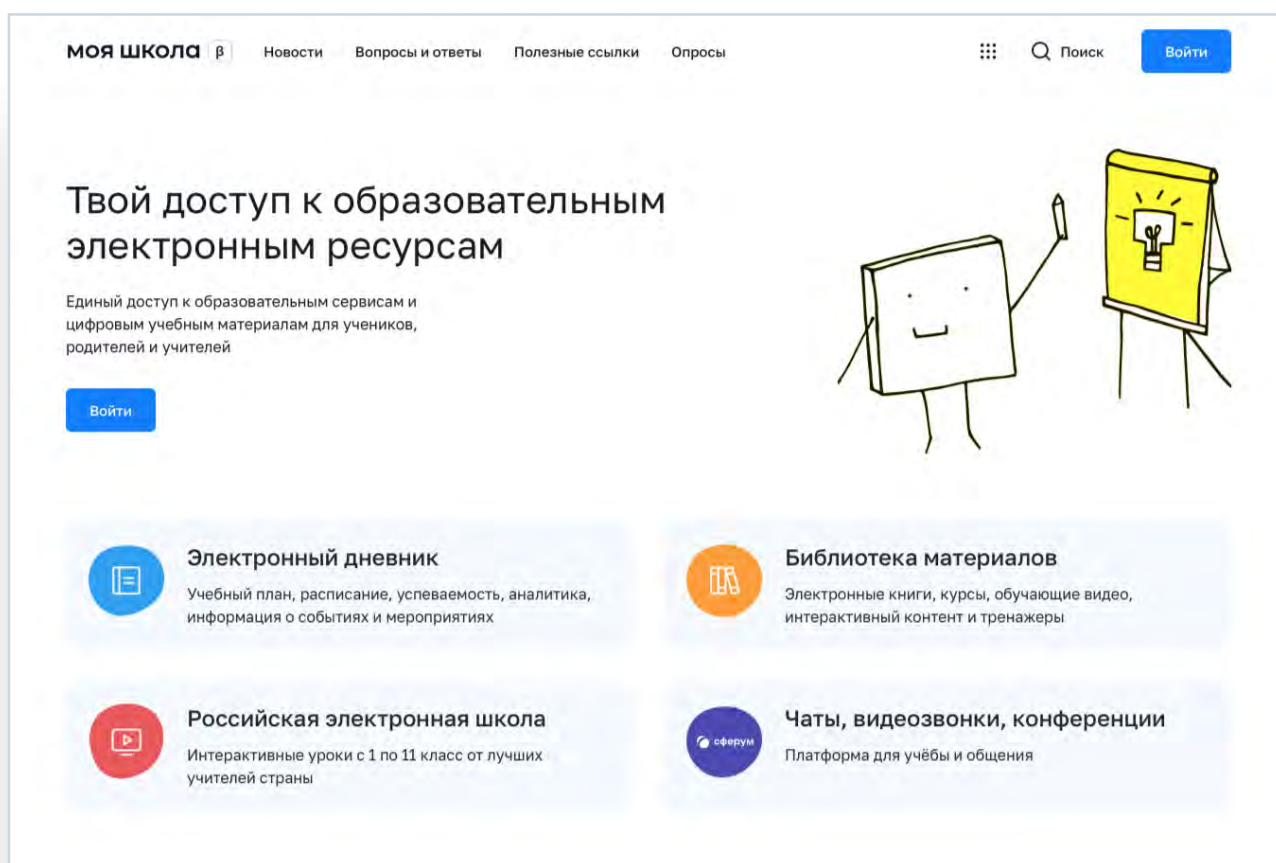 моя школа β Новости Вопросы и ответы Полезные ссылки Опросы Поиск Войти
Твой доступ к образовательным
электронным ресурсам
Единый доступ к образовательным сервисам и
цифровым учебным материалам для учеников,
родителей и учителей
Войти
Электронный дневник
Учебный план, расписание, успеваемость, аналитика,
информация о событиях и мероприятиях
Библиотека материалов
Электронные книги, курсы, обучающие видео,
интерактивный контент и тренажеры
Российская электронная школа
Интерактивные уроки с 1 по 11 класс от лучших
учителей страны
сферум
Чаты, видеозвонки, конференции
Платформа для учёбы и общения